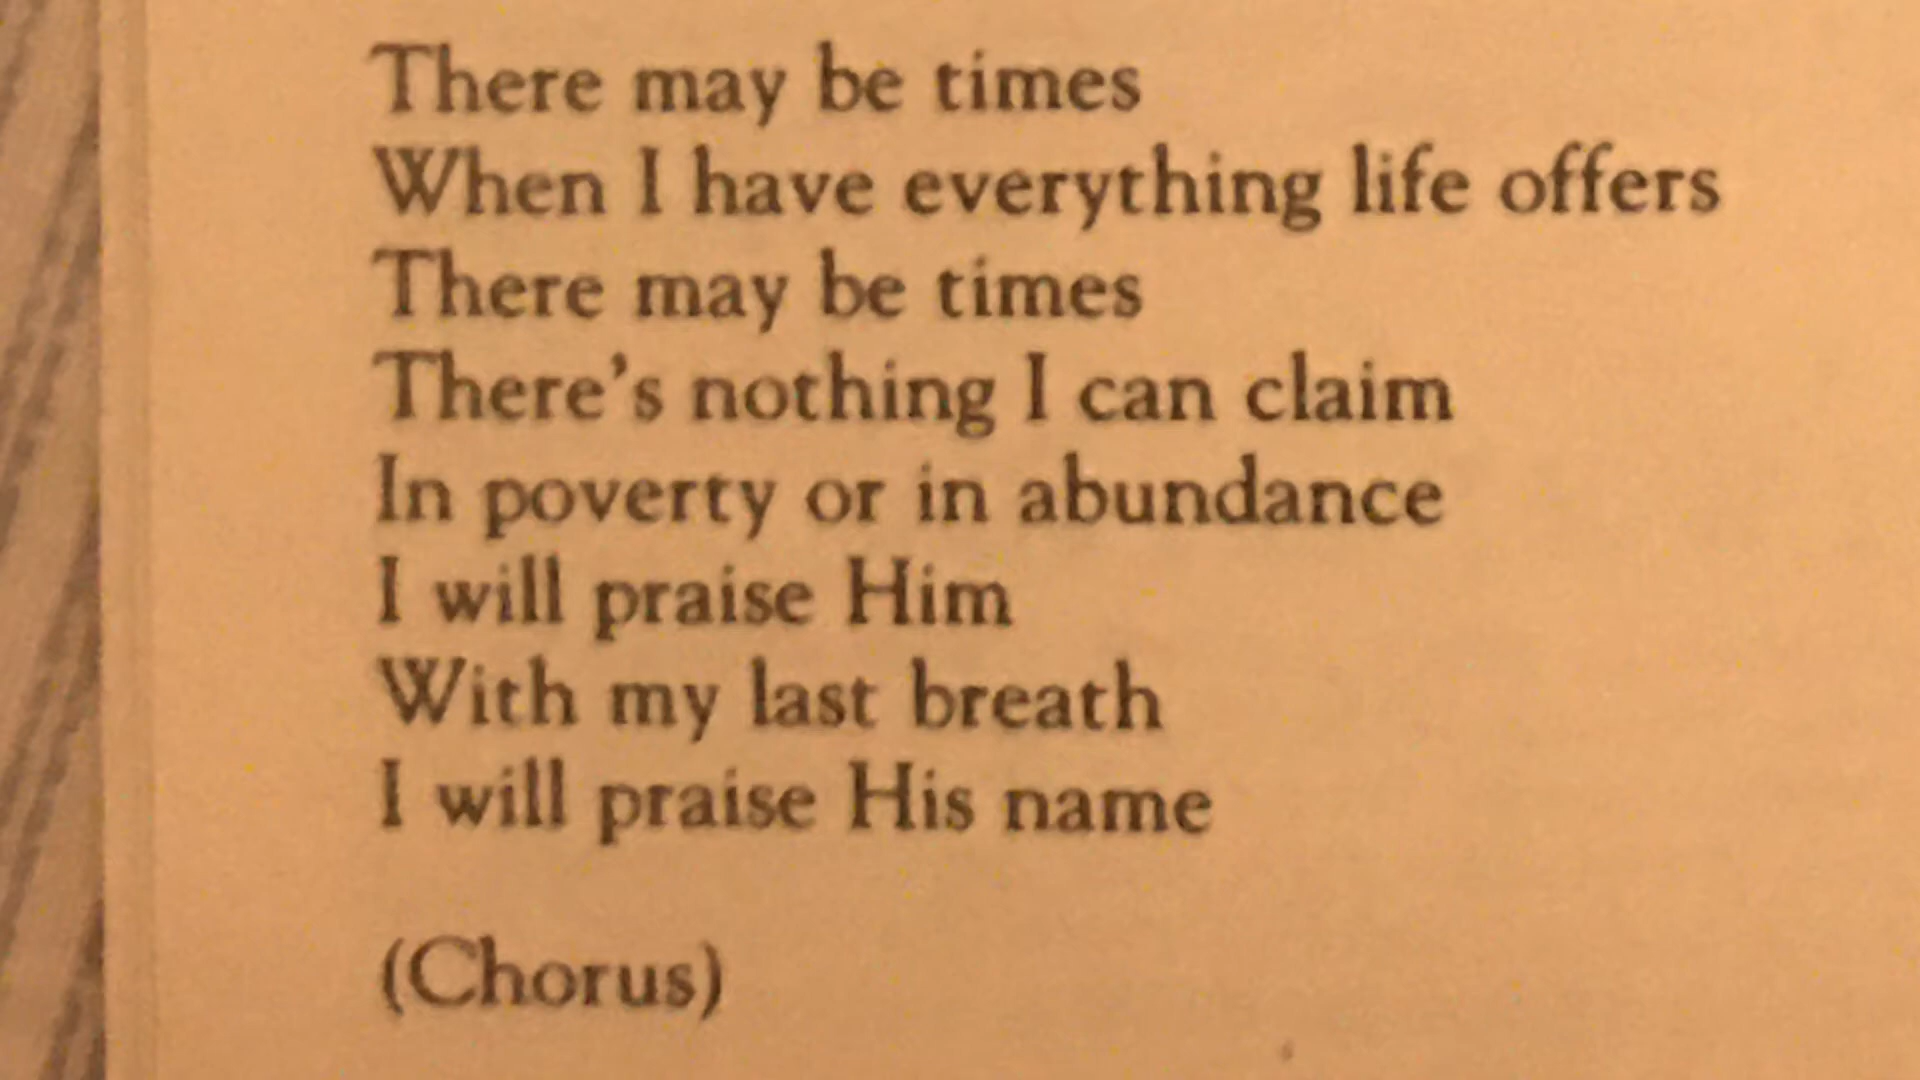 There may be times
When I have everything life offers
There may be times
There's nothing I can claim
In poverty or in abundance
I will praise Him
With my last breath
I will praise His name
(Chorus)